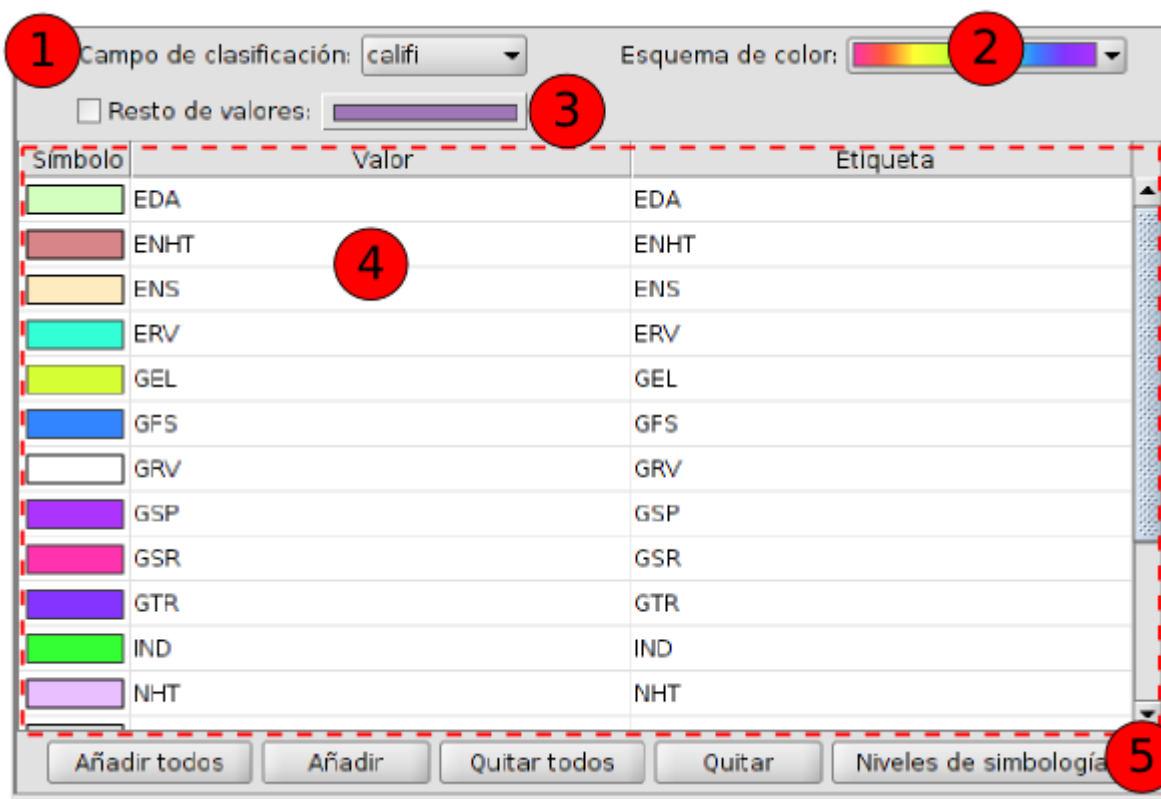 1 Campo de clasificación: califi Esquema de color: 2
Resto de valores: 3
Símbolo Valor Etiqueta
EDA EDA
ENHT ENHT
4
ENS ENS
ERV ERV
GEL GEL
GFS GFS
GRV GRV
GSP GSP
GSR GSR
GTR GTR
IND IND
NHT NHT
Añadir todos Añadir Quitar todos Quitar Niveles de simbología 5